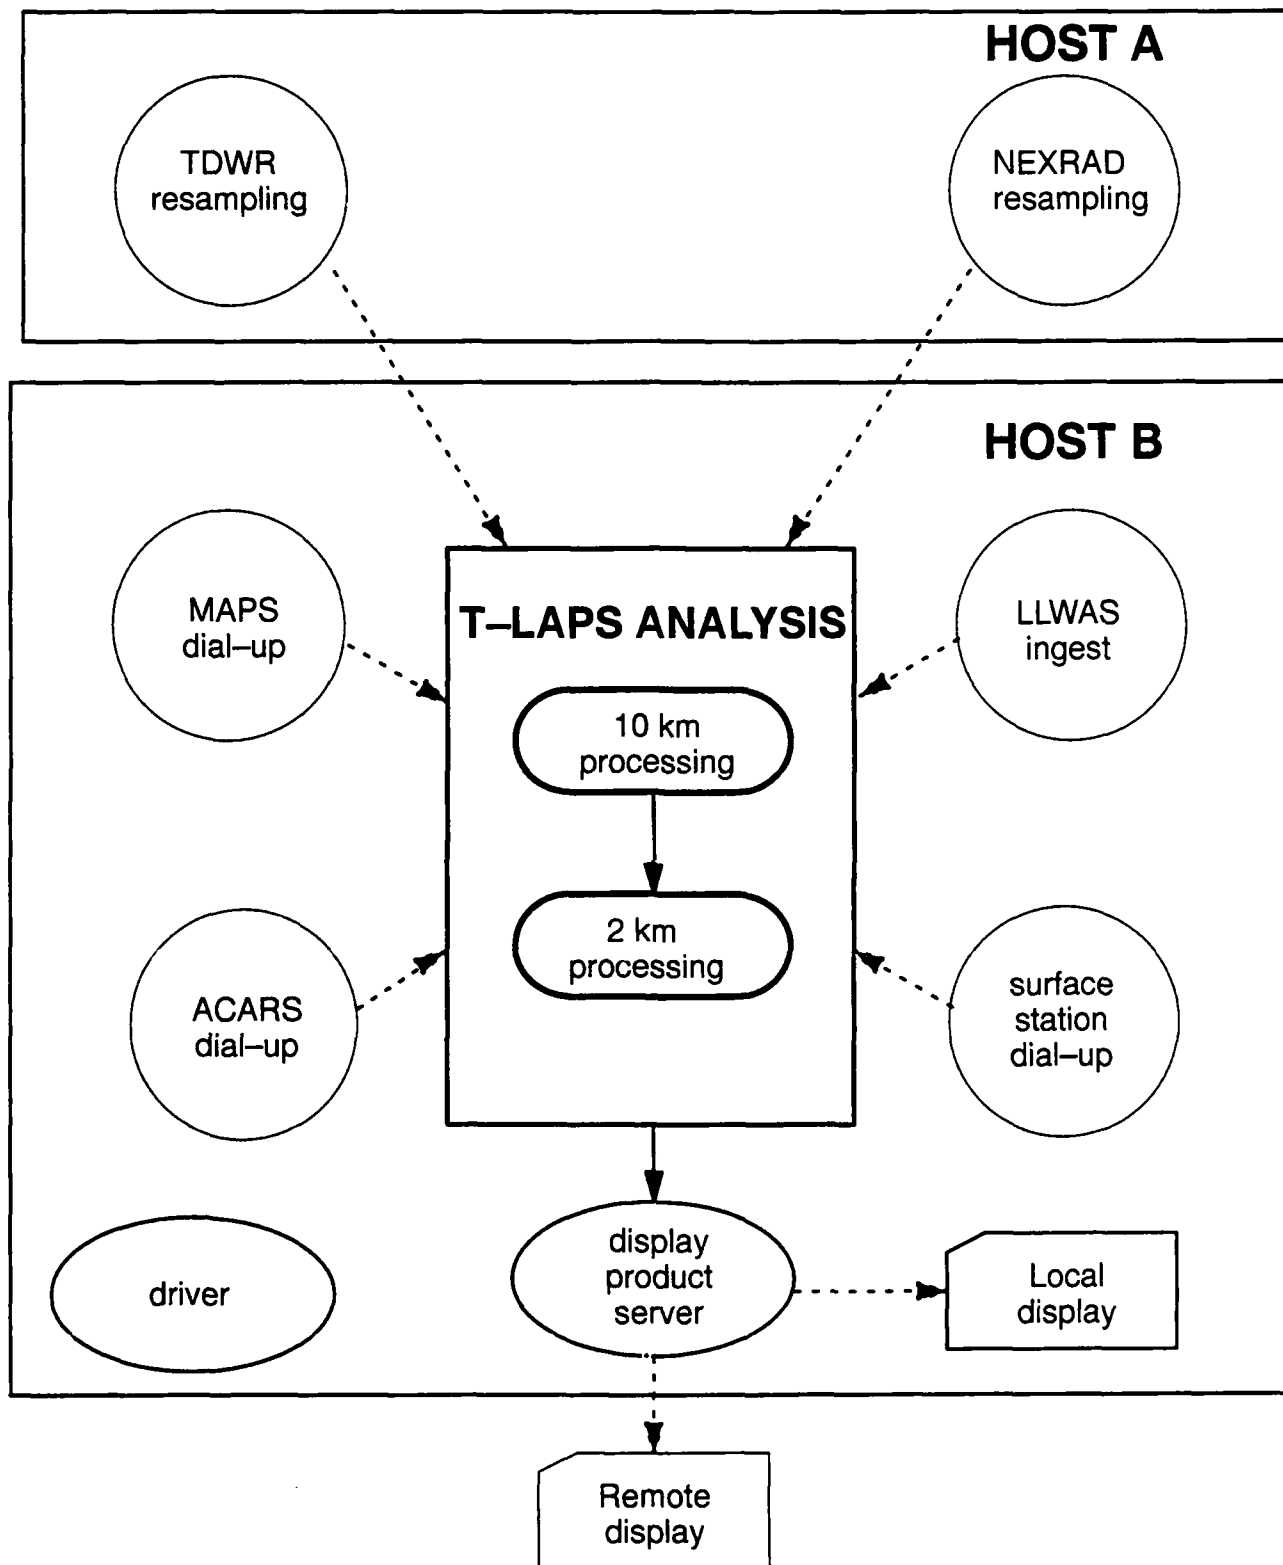 HOST A
TDWR
resampling
NEXRAD
resampling
HOST B
MAPS
dial–up
T–LAPS ANALYSIS
LLWAS
ingest
10 km
processing
2 km
processing
ACARS
dial–up
surface
station
dial–up
driver
display
product
server
Local
display
Remote
display